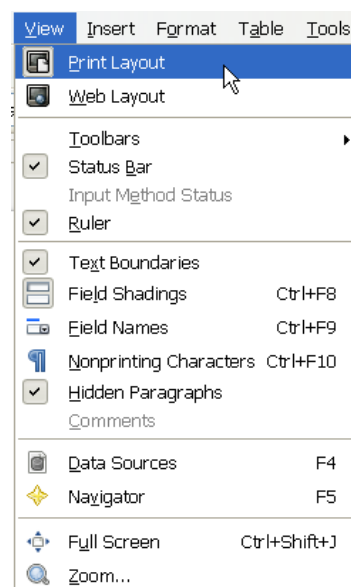 View Insert Format Table Tools
Print Layout
Web Layout
Toolbars
Status Bar
Input Method Status
Ruler
Text Boundaries
Field Shadings Ctrl+F8
Field Names Ctrl+F9
Nonprinting Characters Ctrl+F10
Hidden Paragraphs
Comments
Data Sources F4
Navigator F5
Full Screen Ctrl+Shift+J
Zoom...